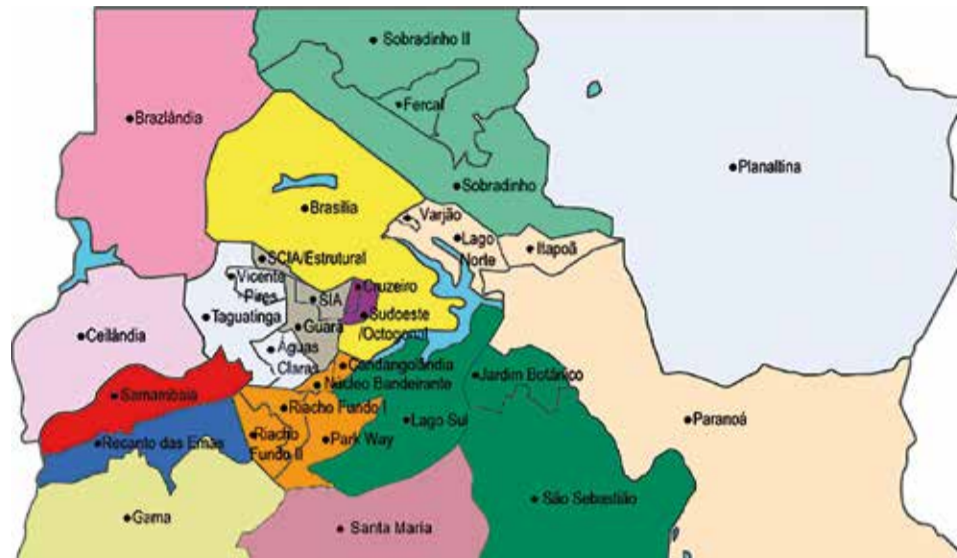 Sobradinho II
Fercal
Brazlândia
Planaltina
Sobradinho
Brasília
Varjão
Lago
Norte
Itapoã
SCIA/Estrutural
Vicente
Pires
Cruzeiro
SIA
Taguatinga
Sudoeste
/Octogonal
Guará
Ceilândia
Águas
Claras
Candangolândia
Jardim Botânico
Núcleo Bandeirante
Samambaia
Riacho Fundo I
Lago Sul
Paranoá
Riacho
Fundo II
Park Way
Recanto das Emas
São Sebastião
Gama
Santa Maria